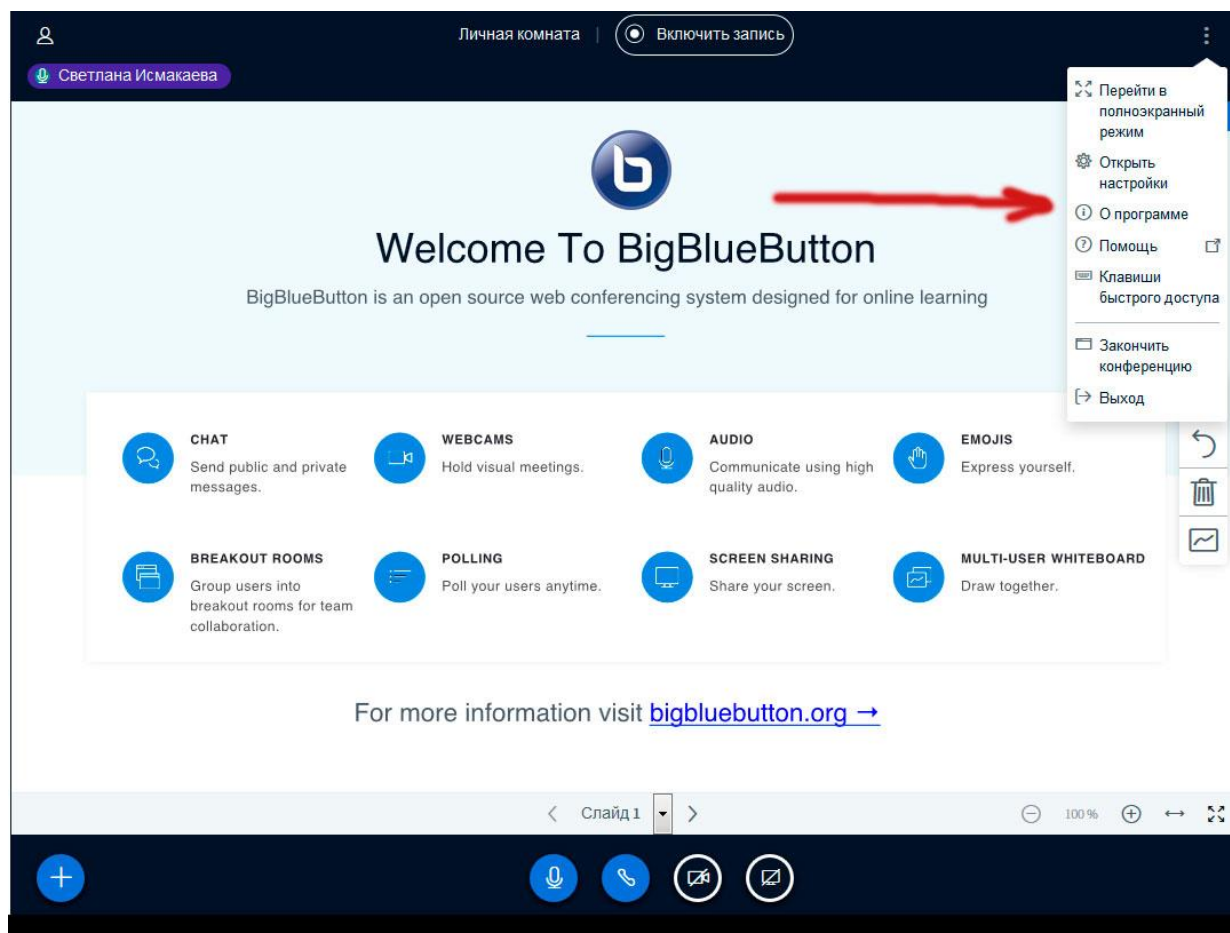 Личная комната | Включить запись
Светлана Исмакаева
Перейти в
полноэкранный
режим
Открыть
настройки
О программе
Помощь
Клавиши
быстрого доступа
Закончить
конференцию
Выход
Welcome To BigBlueButton
BigBlueButton is an open source web conferencing system designed for online learning
CHAT
Send public and private
messages.
WEBCAMS
Hold visual meetings.
AUDIO
Communicate using high
quality audio.
EMOJIS
Express yourself.
BREAKOUT ROOMS
Group users into
breakout rooms for team
collaboration.
POLLING
Poll your users anytime.
SCREEN SHARING
Share your screen.
MULTI-USER WHITEBOARD
Draw together.
For more information visit bigbluebutton.org →
Слайд 1
100 %